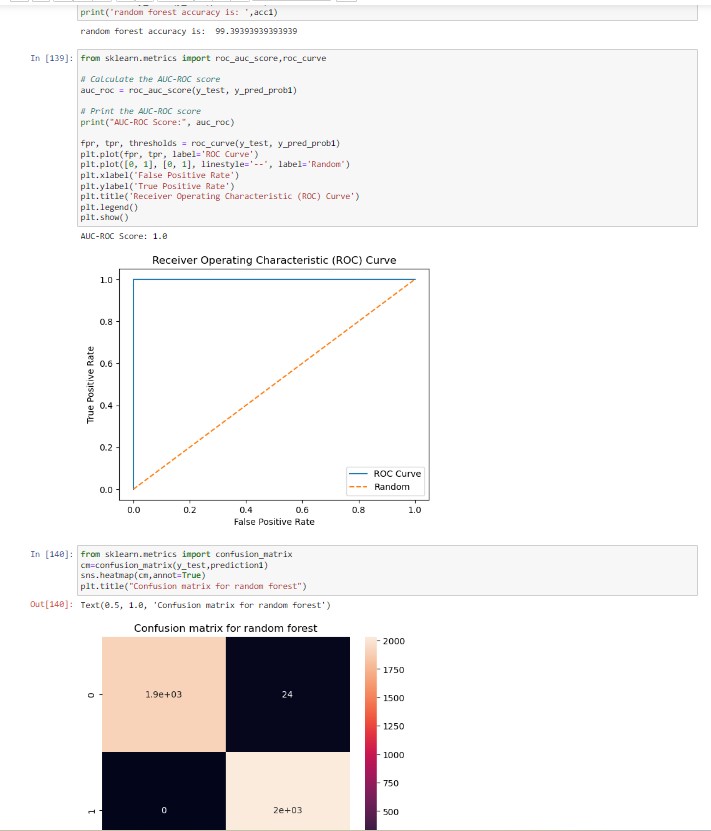 print('random forest accuracy is: ',acc1)
random forest accuracy is:  99.39393939393939
In [139]: from sklearn.metrics import roc_auc_score,roc_curve
# Calculate the AUC-ROC score
auc_roc = roc_auc_score(y_test, y_pred_prob1)
# Print the AUC-ROC score
print("AUC-ROC Score:", auc_roc)
fpr, tpr, thresholds = roc_curve(y_test, y_pred_prob1)
plt.plot(fpr, tpr, label='ROC Curve')
plt.plot([0, 1], [0, 1], linestyle='--', label='Random')
plt.xlabel('False Positive Rate')
plt.ylabel('True Positive Rate')
plt.title('Receiver Operating Characteristic (ROC) Curve')
plt.legend()
plt.show()
AUC-ROC Score: 1.0
Receiver Operating Characteristic (ROC) Curve
1.0
0.8
0.6
0.4
0.2
0.0
True Positive Rate
ROC Curve
Random
0.0 0.2 0.4 0.6 0.8 1.0
False Positive Rate
In [140]: from sklearn.metrics import confusion_matrix
cm=confusion_matrix(y_test,prediction1)
sns.heatmap(cm,annot=True)
plt.title("Confusion matrix for random forest")
Out[140]: Text(0.5, 1.0, 'Confusion matrix for random forest')
Confusion matrix for random forest
0 1.9e+03 24
1 0 2e+03
2000
1750
1500
1250
1000
750
500